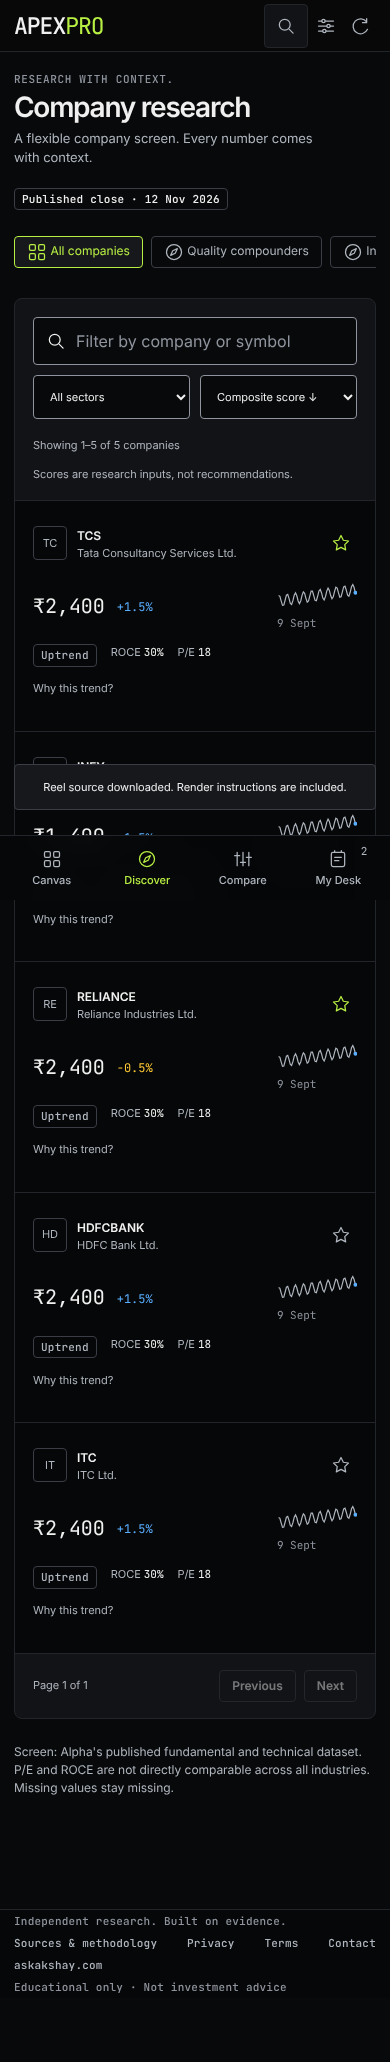 APEXPRO
RESEARCH WITH CONTEXT.
Company research
A flexible company screen. Every number comes
with context.
Published close · 12 Nov 2026
All companies
Quality compounders
In
Filter by company or symbol
All sectors
Composite score ↓
Showing 1–5 of 5 companies
Scores are research inputs, not recommendations.
TC
TCS
Tata Consultancy Services Ltd.
₹2,400 +1.5%
9 Sept
Uptrend ROCE 30% P/E 18
Why this trend?
Reel source downloaded. Render instructions are included.
Canvas
Discover
Compare
My Desk
2
Why this trend?
RE
RELIANCE
Reliance Industries Ltd.
₹2,400 -0.5%
9 Sept
Uptrend ROCE 30% P/E 18
Why this trend?
HD
HDFCBANK
HDFC Bank Ltd.
₹2,400 +1.5%
9 Sept
Uptrend ROCE 30% P/E 18
Why this trend?
IT
ITC
ITC Ltd.
₹2,400 +1.5%
9 Sept
Uptrend ROCE 30% P/E 18
Why this trend?
Page 1 of 1
Previous
Next
Screen: Alpha's published fundamental and technical dataset.
P/E and ROCE are not directly comparable across all industries.
Missing values stay missing.
Independent research. Built on evidence.
Sources & methodology Privacy Terms Contact
askakshay.com
Educational only · Not investment advice